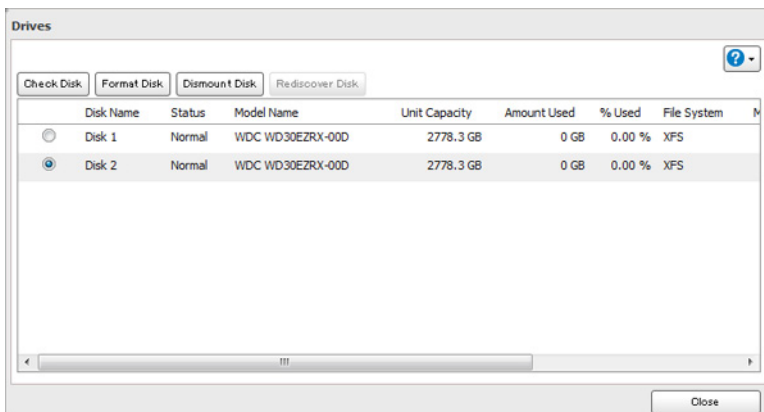 Drives
?
Check Disk Format Disk Dismount Disk Rediscover Disk
Disk Name Status Model Name Unit Capacity Amount Used % Used File System M
Disk 1 Normal WDC WD30EZRX-00D 2778.3 GB 0 GB 0.00 % XFS
Disk 2 Normal WDC WD30EZRX-00D 2778.3 GB 0 GB 0.00 % XFS
Close